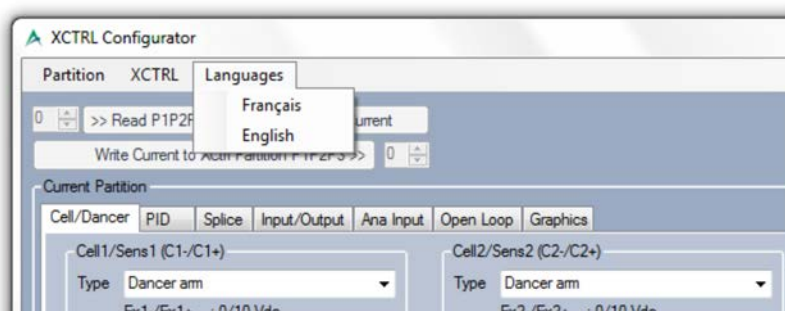 XCTRL Configurator
Partition XCTRL Languages
Français
English
0 >> Read P1P2 urrent
Write Current to 0
Current Partition
Cell/Dancer PID Splice Input/Output Ana Input Open Loop Graphics
Cell1/Sens1 (C1-/C1+) Cell2/Sens2 (C2-/C2+)
Type Dancer arm Type Dancer arm